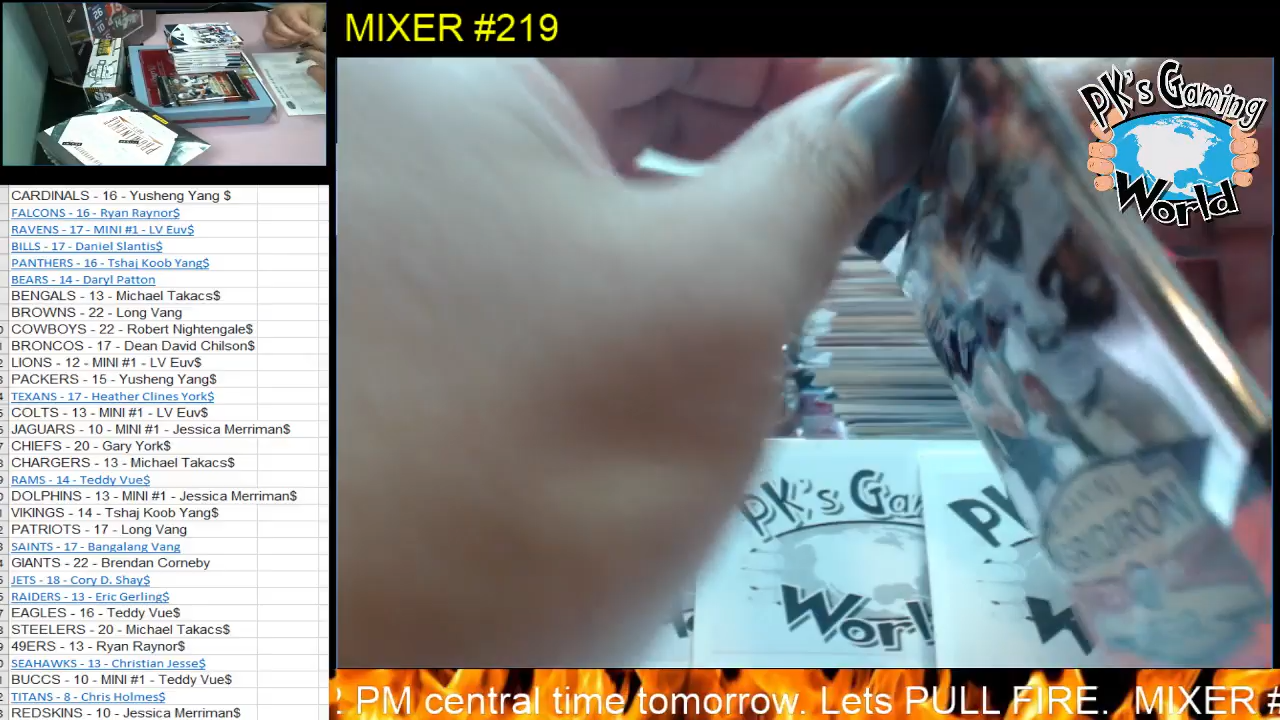 MIXER #219
PK's Gaming
World
CARDINALS - 16 - Yusheng Yang $
FALCONS - 16 - Ryan Raynor$
RAVENS - 17 - MINI #1 - LV Euv$
BILLS - 17 - Daniel Slantis$
PANTHERS - 16 - Tshaj Koob Yang$
BEARS - 14 - Daryl Patton
BENGALS - 13 - Michael Takacs$
BROWNS - 22 - Long Vang
COWBOYS - 22 - Robert Nightengale$
BRONCOS - 17 - Dean David Chilson$
LIONS - 12 - MINI #1 - LV Euv$
PACKERS - 15 - Yusheng Yang$
TEXANS - 17 - Heather Clines York$
COLTS - 13 - MINI #1 - LV Euv$
JAGUARS - 10 - MINI #1 - Jessica Merriman$
CHIEFS - 20 - Gary York$
CHARGERS - 13 - Michael Takacs$
RAMS - 14 - Teddy Vue$
DOLPHINS - 13 - MINI #1 - Jessica Merriman$
VIKINGS - 14 - Tshaj Koob Yang$
PATRIOTS - 17 - Long Vang
SAINTS - 17 - Bangalang Vang
GIANTS - 22 - Brendan Corneby
JETS - 18 - Cory D. Shay$
RAIDERS - 13 - Eric Gerling$
EAGLES - 16 - Teddy Vue$
STEELERS - 20 - Michael Takacs$
49ERS - 13 - Ryan Raynor$
SEAHAWKS - 13 - Christian Jesse$
BUCCS - 10 - MINI #1 - Teddy Vue$
TITANS - 8 - Chris Holmes$
REDSKINS - 10 - Jessica Merriman$
PANINI
GRIDIRON
PK's Ga
Worl
PK
PM central time tomorrow. Lets PULL FIRE. MIXER #